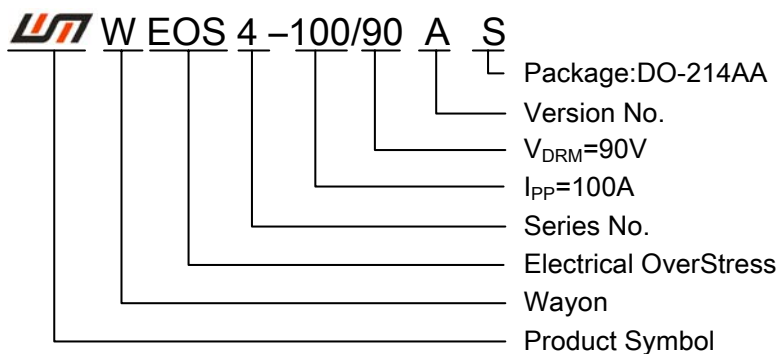 W EOS 4 –100/90 A S
Package:DO-214AA
Version No.
VDRM=90V
IPP=100A
Series No.
Electrical OverStress
Wayon
Product Symbol